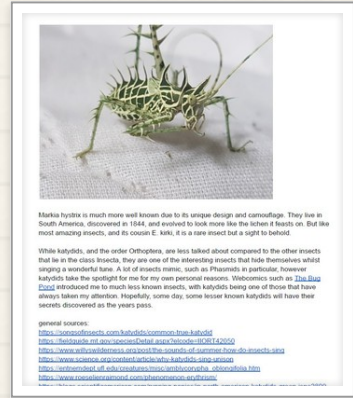 Markia hystrix is much more well known due to its unique design and camouflage. They live in
South America, discovered in 1844, and evolved to look more like the lichen it feasts on. But like
most amazing insects, and its cousin E. kirki, it is a rare insect but a sight to behold.
While katydids, and the order Orthoptera, are less talked about compared to the other insects
that lie in the class Insecta, they are one of the interesting insects that hide themselves whilst
singing a wonderful tune. A lot of insects mimic, such as Phasmids in particular, however
katydids take the spotlight for me for my own personal reasons. Webcomics such as The Bug
Pond introduced me to much less known insects, with katydids being one of those that have
always taken my attention. Hopefully, some day, some lesser known katydids will have their
secrets discovered as the years pass.
general sources:
https://songsofinsects.com/katydids/common-true-katydid
https://fieldguide.mt.gov/speciesDetail.aspx?elcode=IIORT42050
https://www.willyswilderness.org/post/the-sounds-of-summer-how-do-insects-sing
https://www.science.org/content/article/why-katydids-sing-unison
https://entnemdept.ufl.edu/creatures/misc/amblycorypha_oblongifolia.htm
https://www.roeselienraimond.com/phenomenon-erythrism/